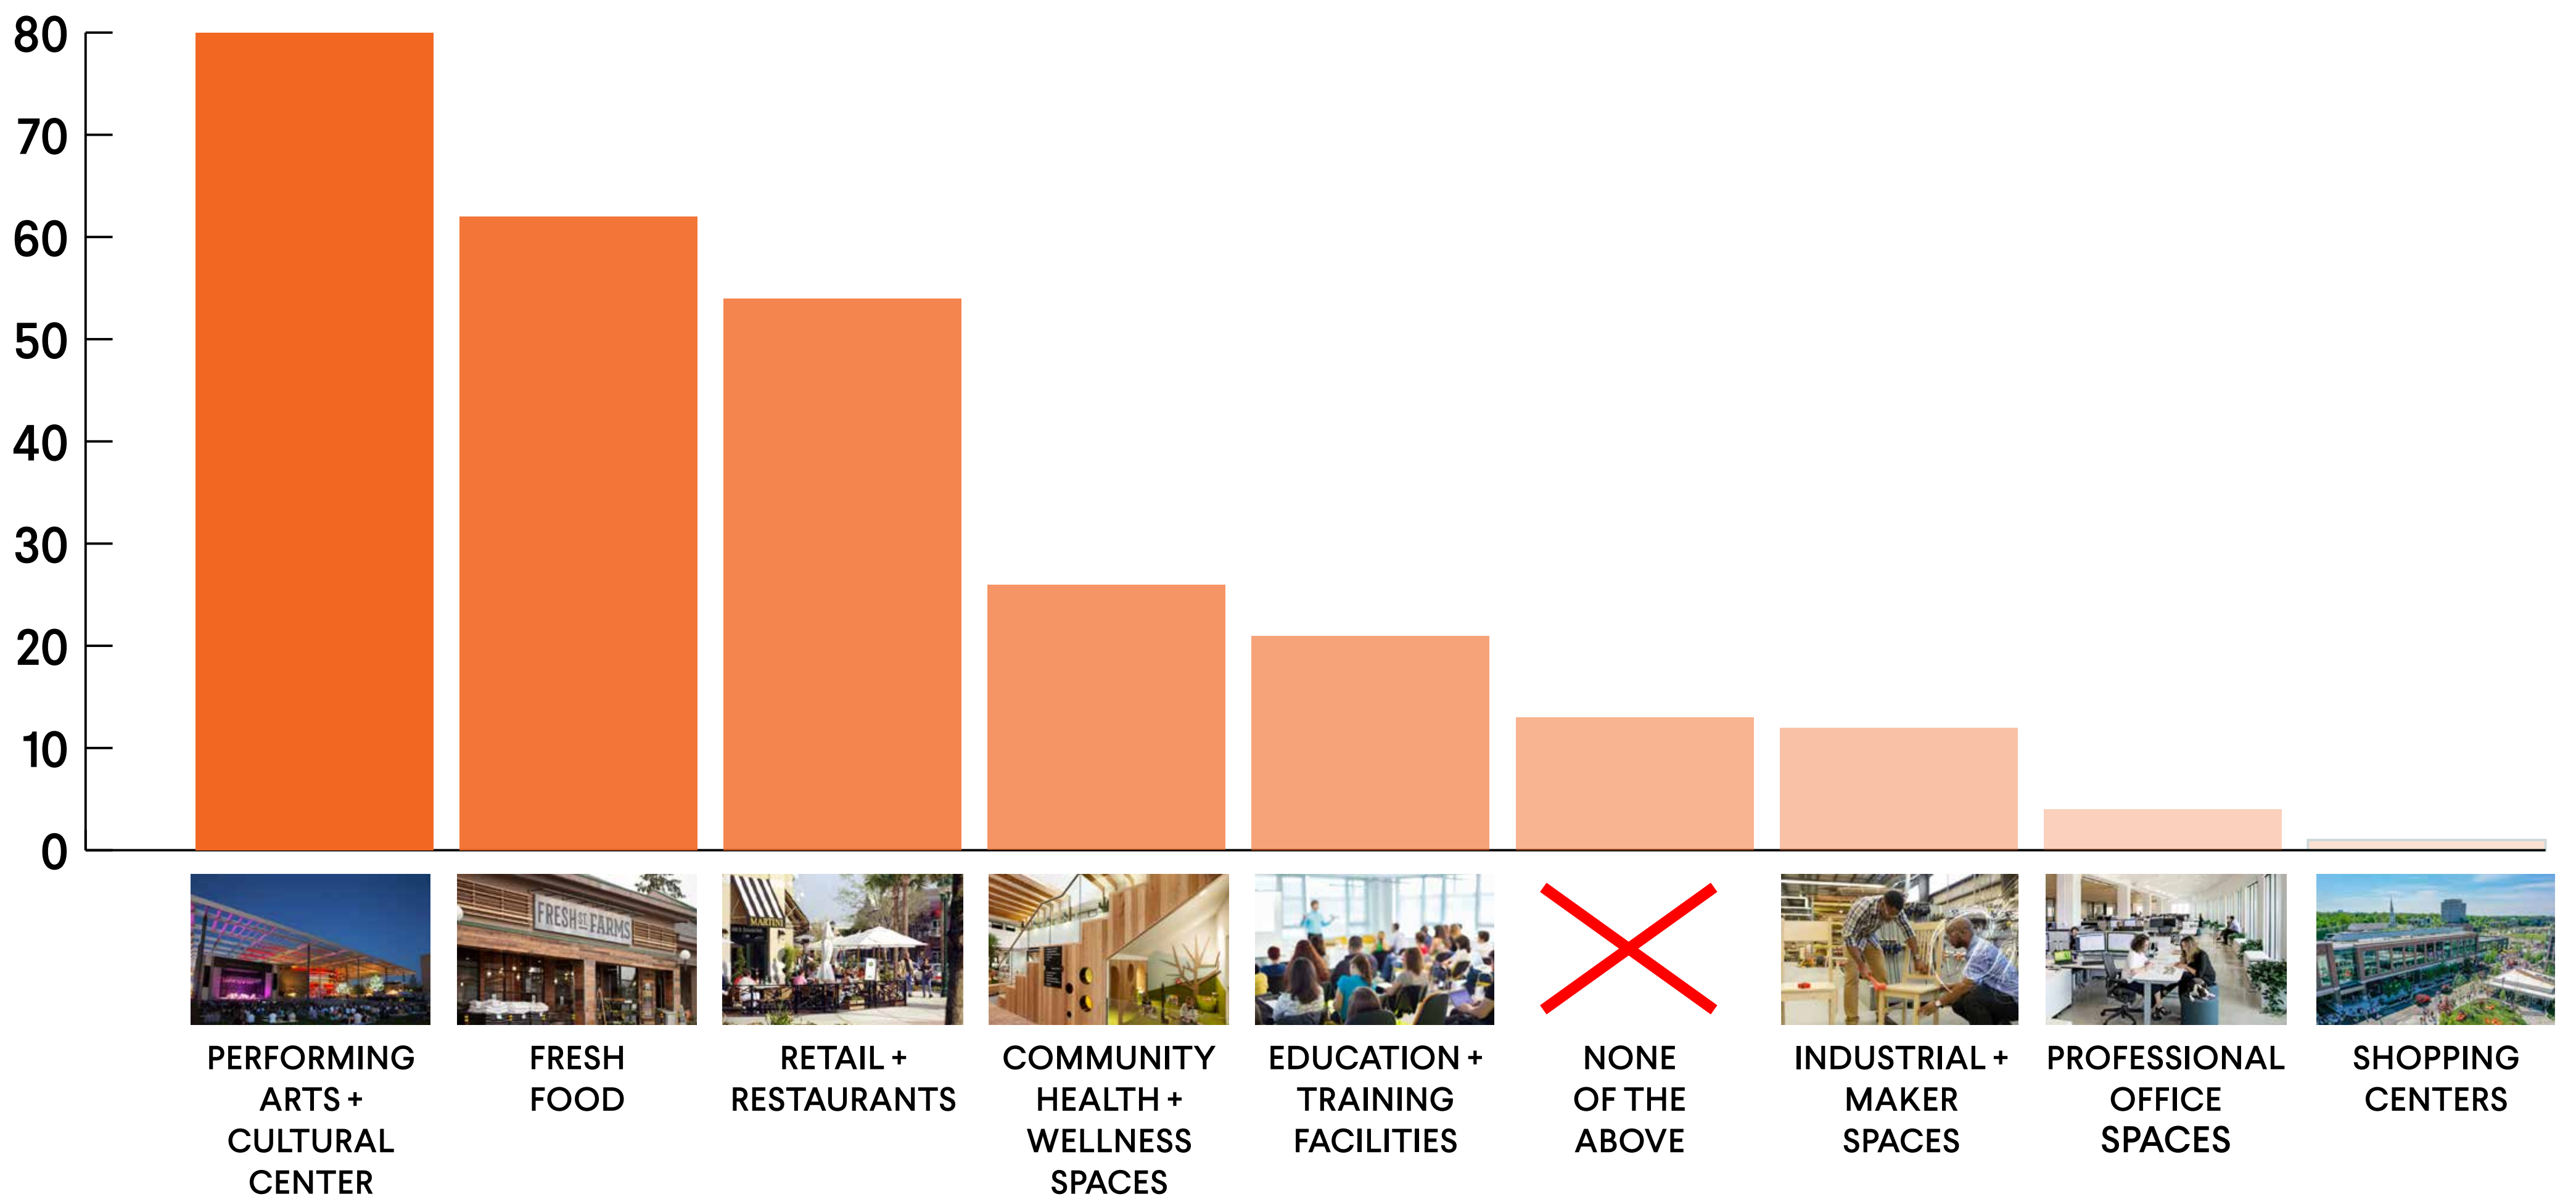 80
70
60
50
40
30
20
10
0
FRESH ST. FARMS
MARTINI
PERFORMING
ARTS +
CULTURAL
CENTER
FRESH
FOOD
RETAIL +
RESTAURANTS
COMMUNITY
HEALTH +
WELLNESS
SPACES
EDUCATION +
TRAINING
FACILITIES
NONE
OF THE
ABOVE
INDUSTRIAL +
MAKER
SPACES
PROFESSIONAL
OFFICE
SPACES
SHOPPING
CENTERS